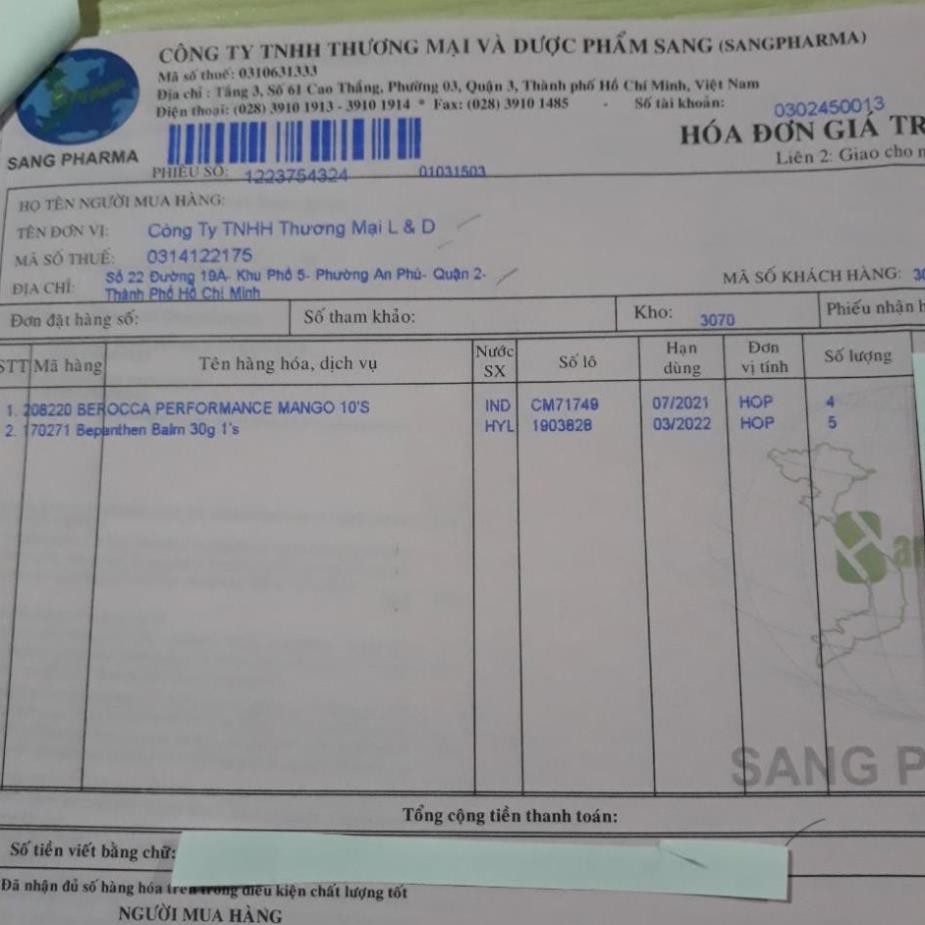 CÔNG TY TNHH THƯƠNG MẠI VÀ DƯỢC PHẨM SANG (SANGPHARMA)
Mã số thuế: 0310631333
Địa chỉ : Tầng 3, Số 61 Cao Thắng, Phường 03, Quận 3, Thành phố Hồ Chí Minh, Việt Nam
Điện thoại: (028) 3910 1913 - 3910 1914 * Fax: (028) 3910 1485 - Số tài khoản:
0302450013
HÓA ĐƠN GIÁ TR
Liên 2: Giao cho
SANG PHARMA
PHIẾU SỐ: 1223754324 01031503
HỌ TÊN NGƯỜI MUA HÀNG:
TÊN ĐƠN VỊ: Công Ty TNHH Thương Mại L & D
MÃ SỐ THUẾ: 0314122175
ĐỊA CHỈ: Số 22 Đường 19A- Khu Phố 5- Phường An Phú- Quận 2-
Thành Phố Hồ Chí Minh
MÃ SỐ KHÁCH HÀNG: 30
Đơn đặt hàng số: Số tham khảo: Kho: 3070 Phiếu nhận
STT Mã hàng Tên hàng hóa, dịch vụ Nước SX Số lô Hạn dùng Đơn vị tính Số lượng
1. 208220 BEROCCA PERFORMANCE MANGO 10'S IND CM71749 07/2021 HOP 4
2. 170271 Bepanthen Balm 30g 1's HYL 1903828 03/2022 HOP 5
SANG P
Tổng cộng tiền thanh toán:
Số tiền viết bằng chữ:
Đã nhận đủ số hàng hóa trên trong điều kiện chất lượng tốt
NGƯỜI MUA HÀNG